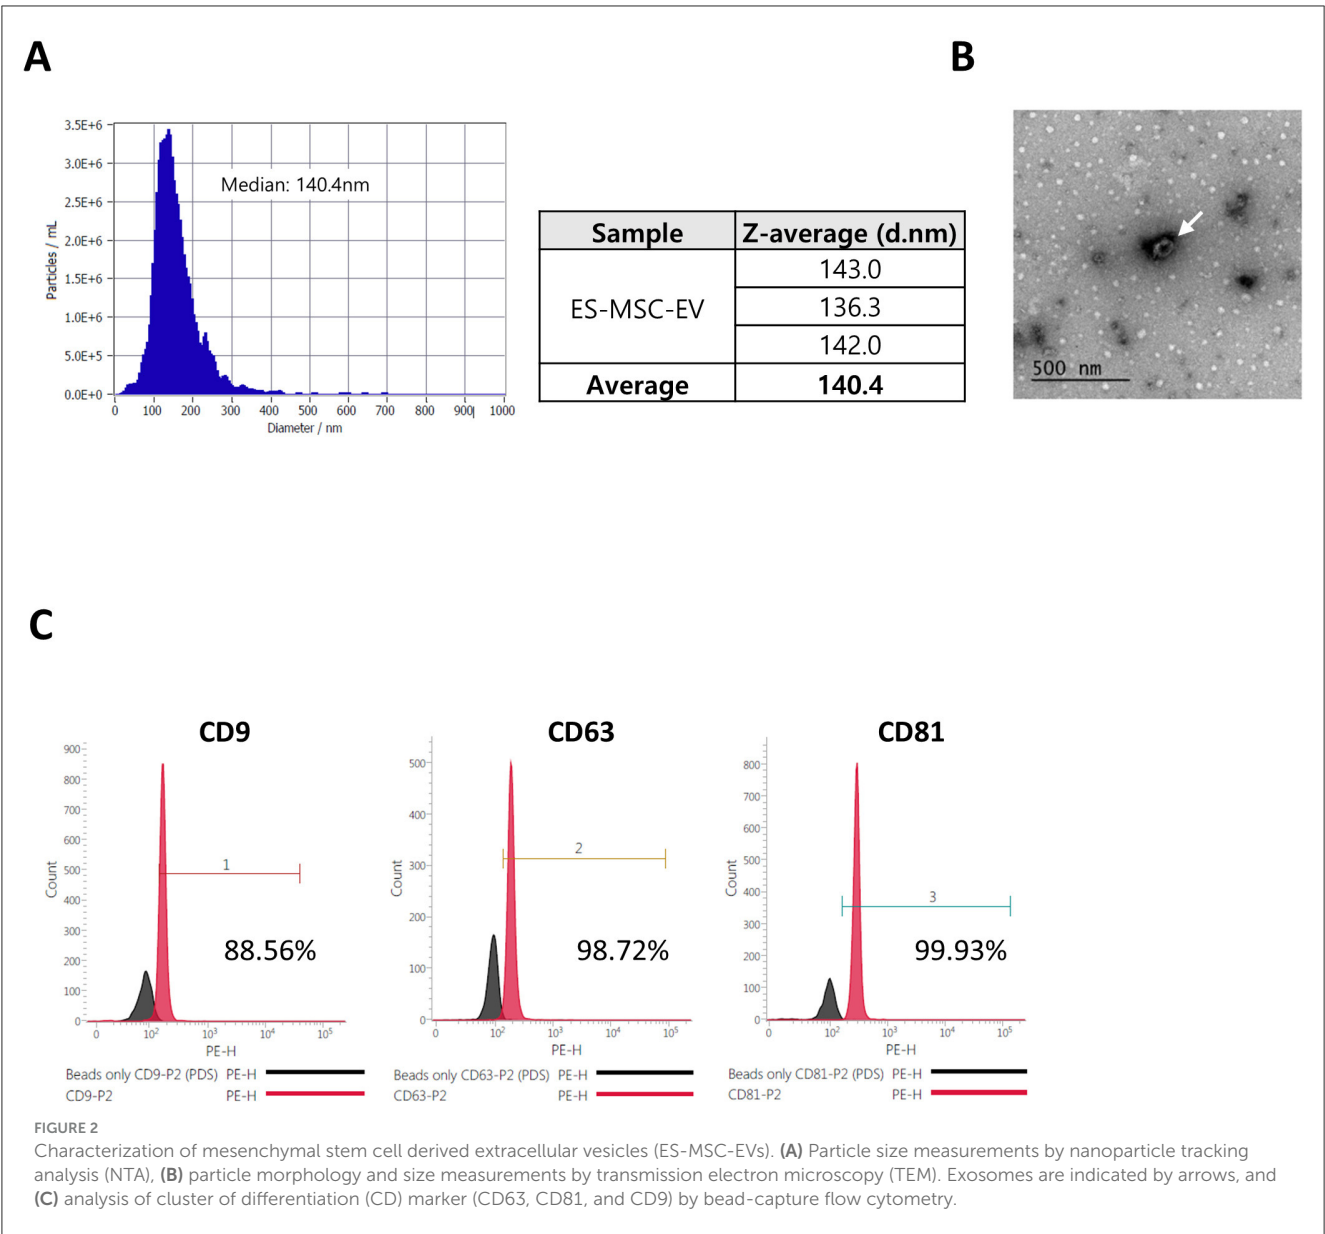 A
B
3.5E+6
3.0E+6
2.5E+6
2.0E+6
1.5E+6
1.0E+6
5.0E+5
0.0E+0
Particles / mL
Median: 140.4nm
0 100 200 300 400 500 600 700 800 900 1000
Diameter / nm
Sample Z-average (d.nm)
ES-MSC-EV
143.0
136.3
142.0
Average 140.4
500 nm
C
CD9
900
800
700
600
500
400
300
200
100
0
Count
1
88.56%
0 10² 10³ 10⁴ 10⁵
PE-H
Beads only CD9-P2 (PDS) PE-H
CD9-P2 PE-H
CD63
500
400
300
200
100
0
Count
2
98.72%
0 10² 10³ 10⁴ 10⁵
PE-H
Beads only CD63-P2 (PDS) PE-H
CD63-P2 PE-H
CD81
800
700
600
500
400
300
200
100
0
Count
3
99.93%
0 10² 10³ 10⁴ 10⁵
PE-H
Beads only CD81-P2 (PDS) PE-H
CD81-P2 PE-H
FIGURE 2
Characterization of mesenchymal stem cell derived extracellular vesicles (ES-MSC-EVs). (A) Particle size measurements by nanoparticle tracking
analysis (NTA), (B) particle morphology and size measurements by transmission electron microscopy (TEM). Exosomes are indicated by arrows, and
(C) analysis of cluster of differentiation (CD) marker (CD63, CD81, and CD9) by bead-capture flow cytometry.